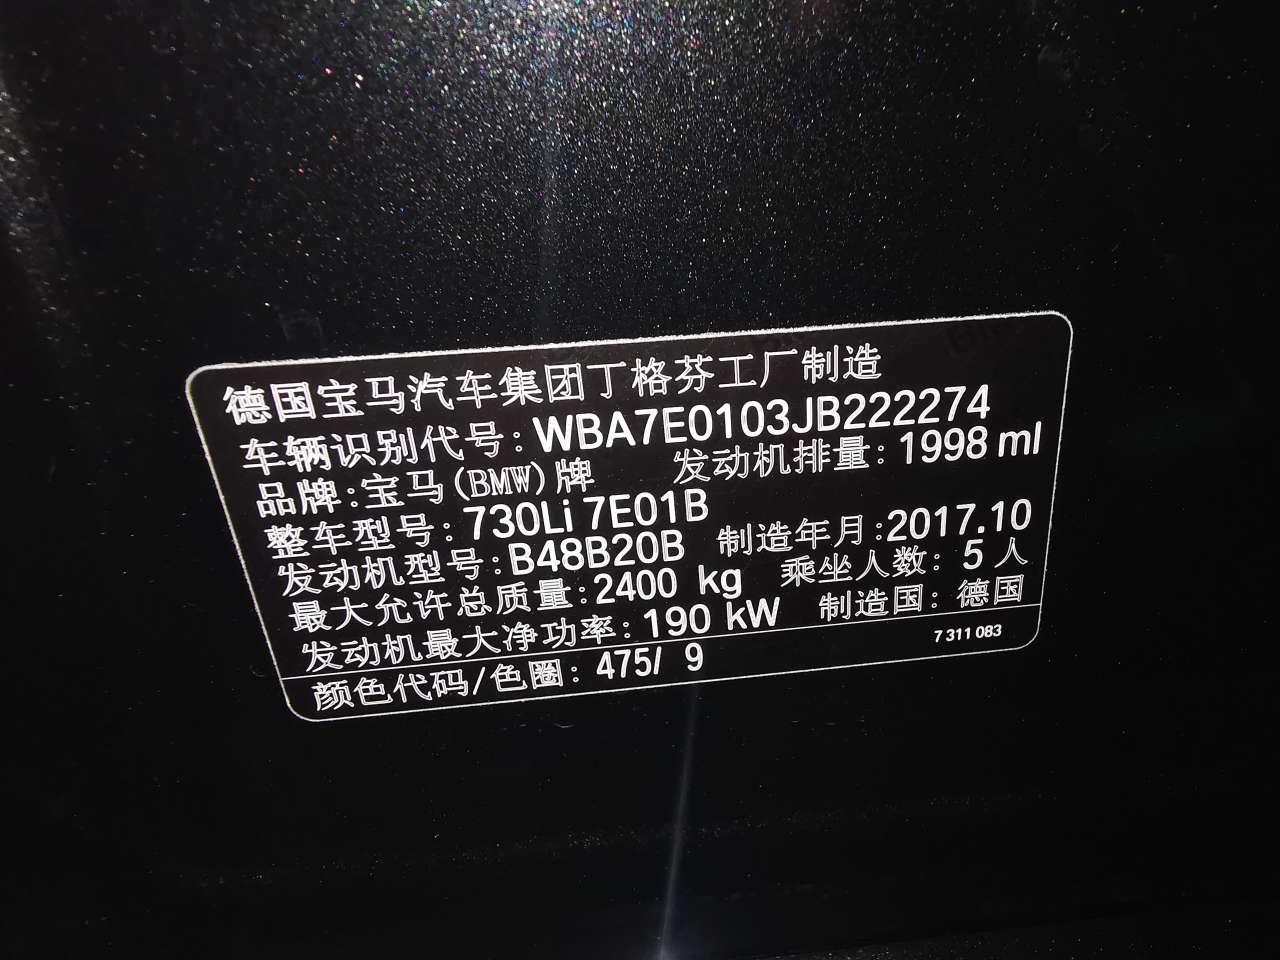 德国宝马汽车集团丁格芬工厂制造
车辆识别代号:WBA7E0103JB222274
品牌:宝马(BMW)牌 发动机排量:1998 ml
整车型号:730Li 7E01B
发动机型号:B48B20B 制造年月:2017.10
最大允许总质量:2400 kg 乘坐人数:5 人
发动机最大净功率:190 kW 制造国:德国
7 311 083
颜色代码/色圈:475/ 9